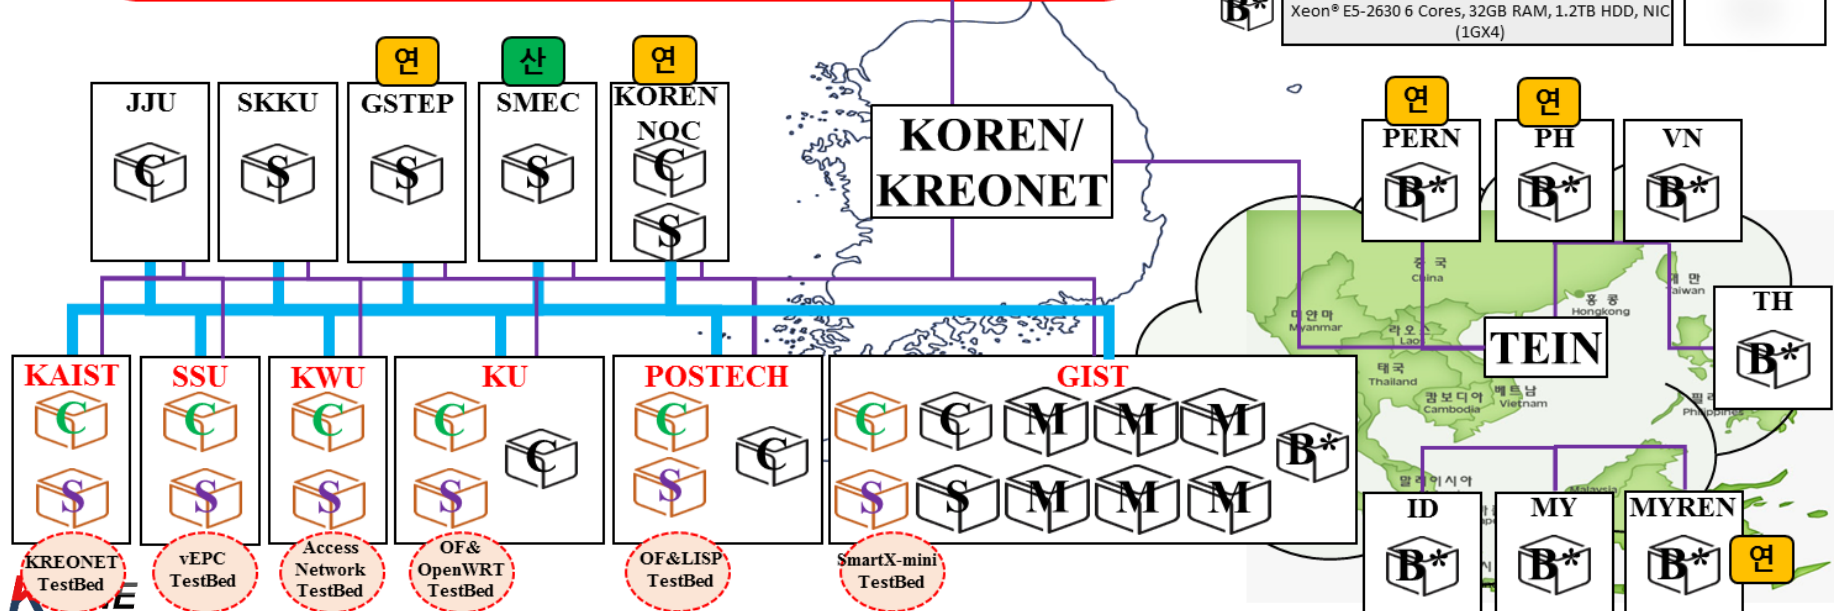 B*
Xeon® E5-2630 6 Cores, 32GB RAM, 1.2TB HDD, NIC
(1GX4)
연
산
연
JJU
SKKU
GSTEP
SMEC
KOREN
NOC
C
S
S
S
C
S
KOREN/
KREONET
연
연
PERN
PH
VN
B*
B*
B*
중 국
China
미얀마
Myanmar
라오스
Laos
홍 콩
Hongkong
대 만
Taiwan
태국
Thailand
캄보디아
Cambodia
베트남
Vietnam
Philippines
말레이시아
Malaysia
TEIN
TH
B*
KAIST
C
S
SSU
C
S
KWU
C
S
KU
C
S
C
POSTECH
C
S
C
GIST
C
C
M
M
M
B*
S
S
M
M
M
ID
MY
MYREN
B*
B*
B*
연
KREONET
TestBed
vEPC
TestBed
Access
Network
TestBed
OF&
OpenWRT
TestBed
OF&LISP
TestBed
SmartX-mini
TestBed